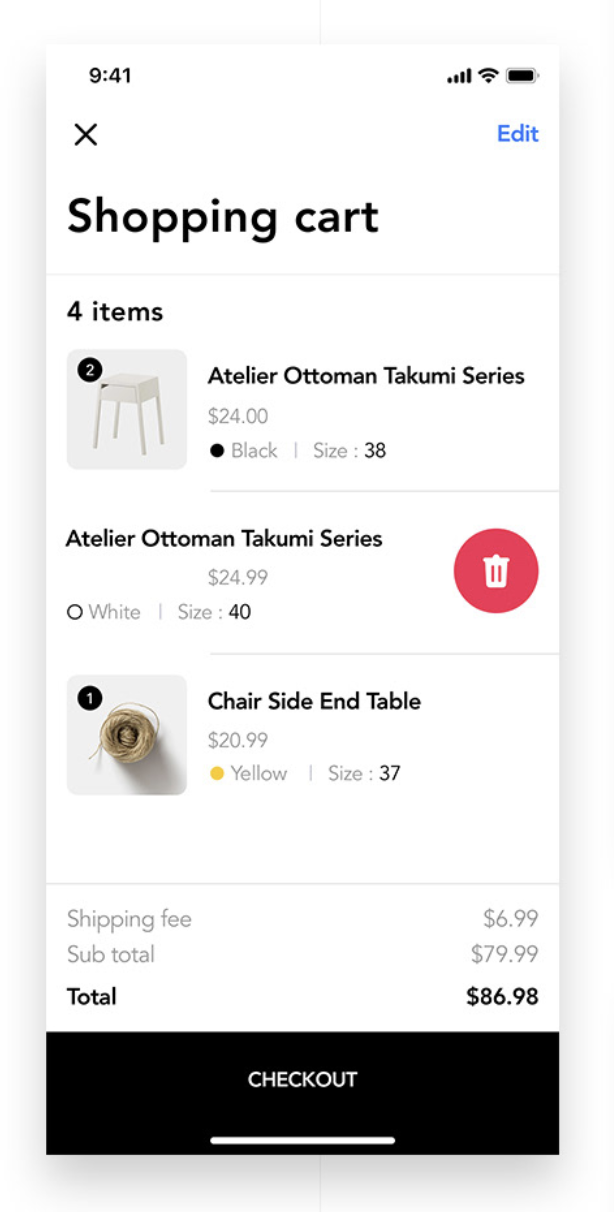 9:41
Edit
Shopping cart
4 items
2
Atelier Ottoman Takumi Series
$24.00
Black | Size : 38
Atelier Ottoman Takumi Series
$24.99
White | Size : 40
1
Chair Side End Table
$20.99
Yellow | Size : 37
Shipping fee $6.99
Sub total $79.99
Total $86.98
CHECKOUT